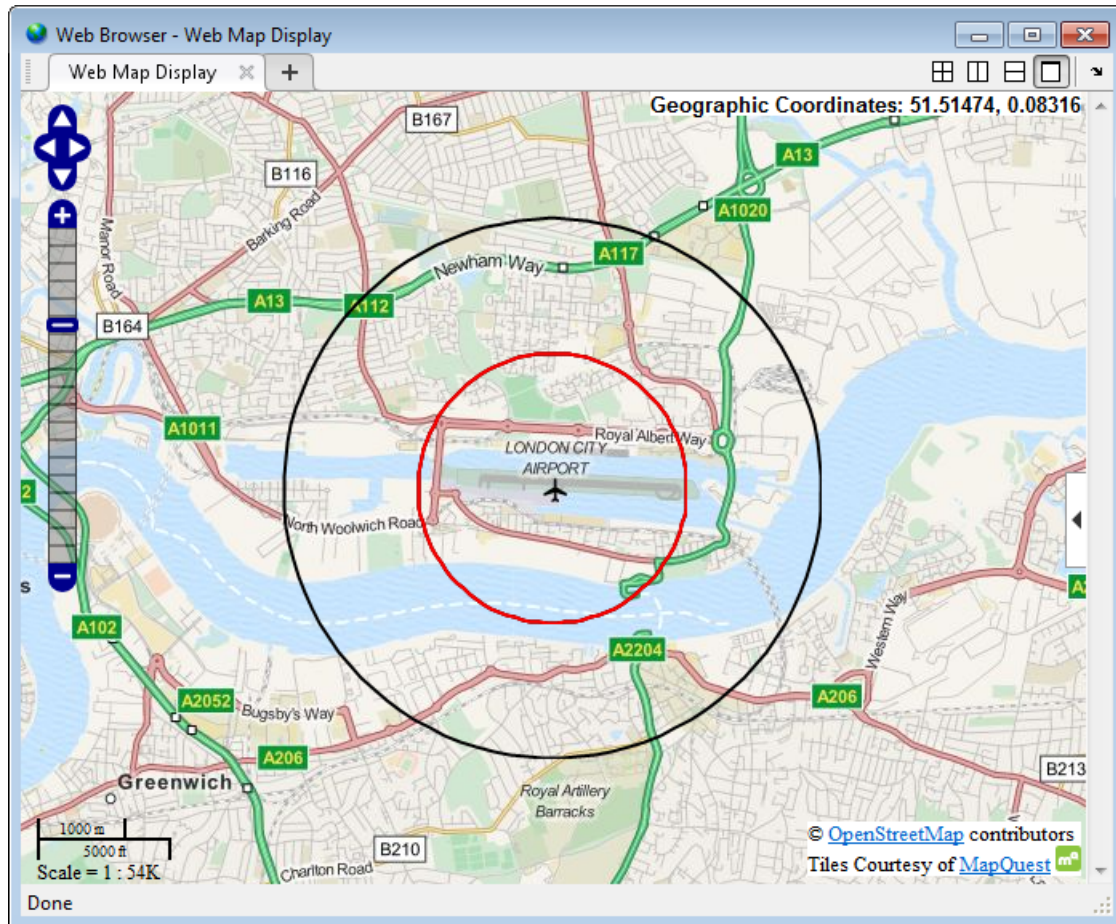 Web Browser - Web Map Display
Web Map Display
Geographic Coordinates: 51.51474, 0.08316
B167
A13
B116
Barking Road
A1020
Manor Road
A117
Newham Way
A13
A112
B164
A1011
Royal Albert Way
LONDON CITY
AIRPORT
2
North Woolwich Road
s
A2
A102
Western Way
A2204
A2052
A206
Bugsby's Way
A206
B213
Greenwich
Royal Artillery
Barracks
1000 m
5000 ft
Scale = 1 : 54K
B210
Charlton Road
© OpenStreetMap contributors
Tiles Courtesy of MapQuest
Done